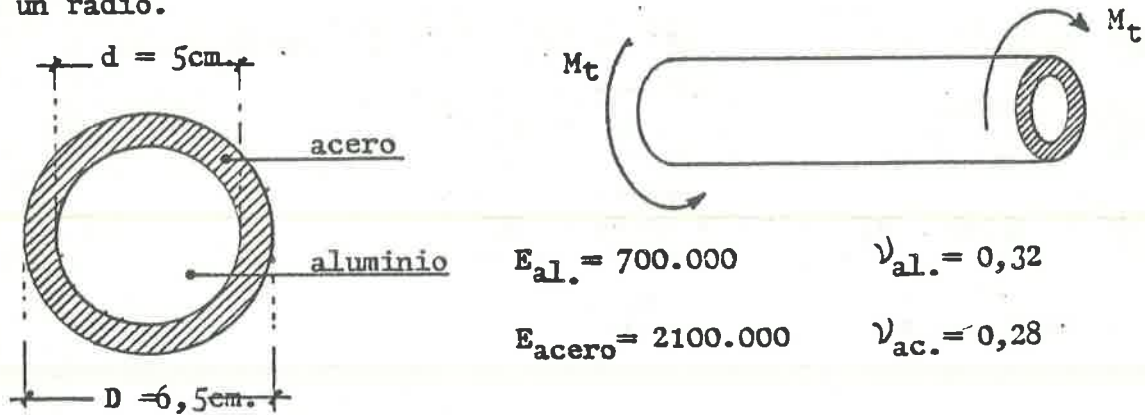 un radio.
d = 5cm.
acero
aluminio
D =6,5cm.
M_t
M_t
E_al. = 700.000
ν_al. = 0,32
E_acero = 2100.000
ν_ac. = 0,28